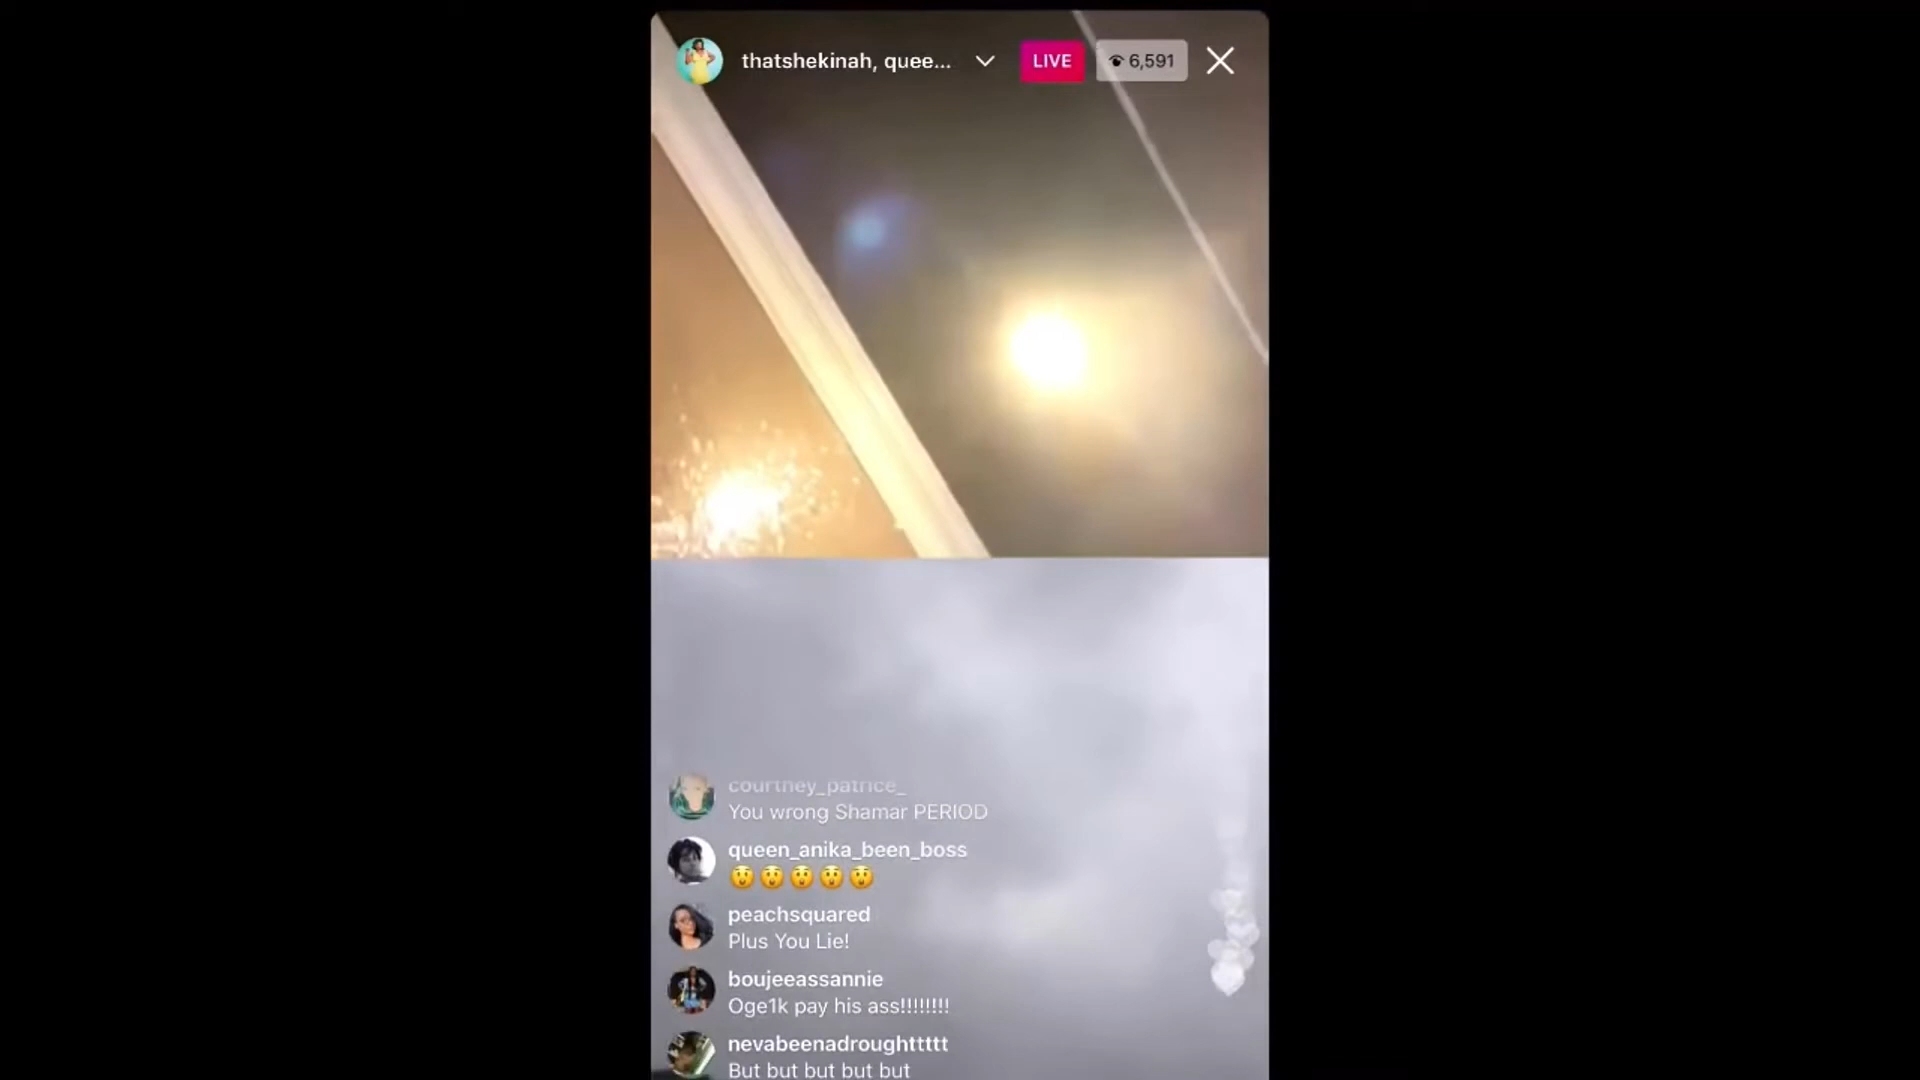 thatshekinah, quee...
LIVE
6,591
courtney_patrice_
You wrong Shamar PERIOD
queen_anika_been_boss
😲😲😲😲😲
peachsquared
Plus You Lie!
boujeeassannie
Oge1k pay his ass!!!!!!!!
nevabeenadroughttttt
But but but but but